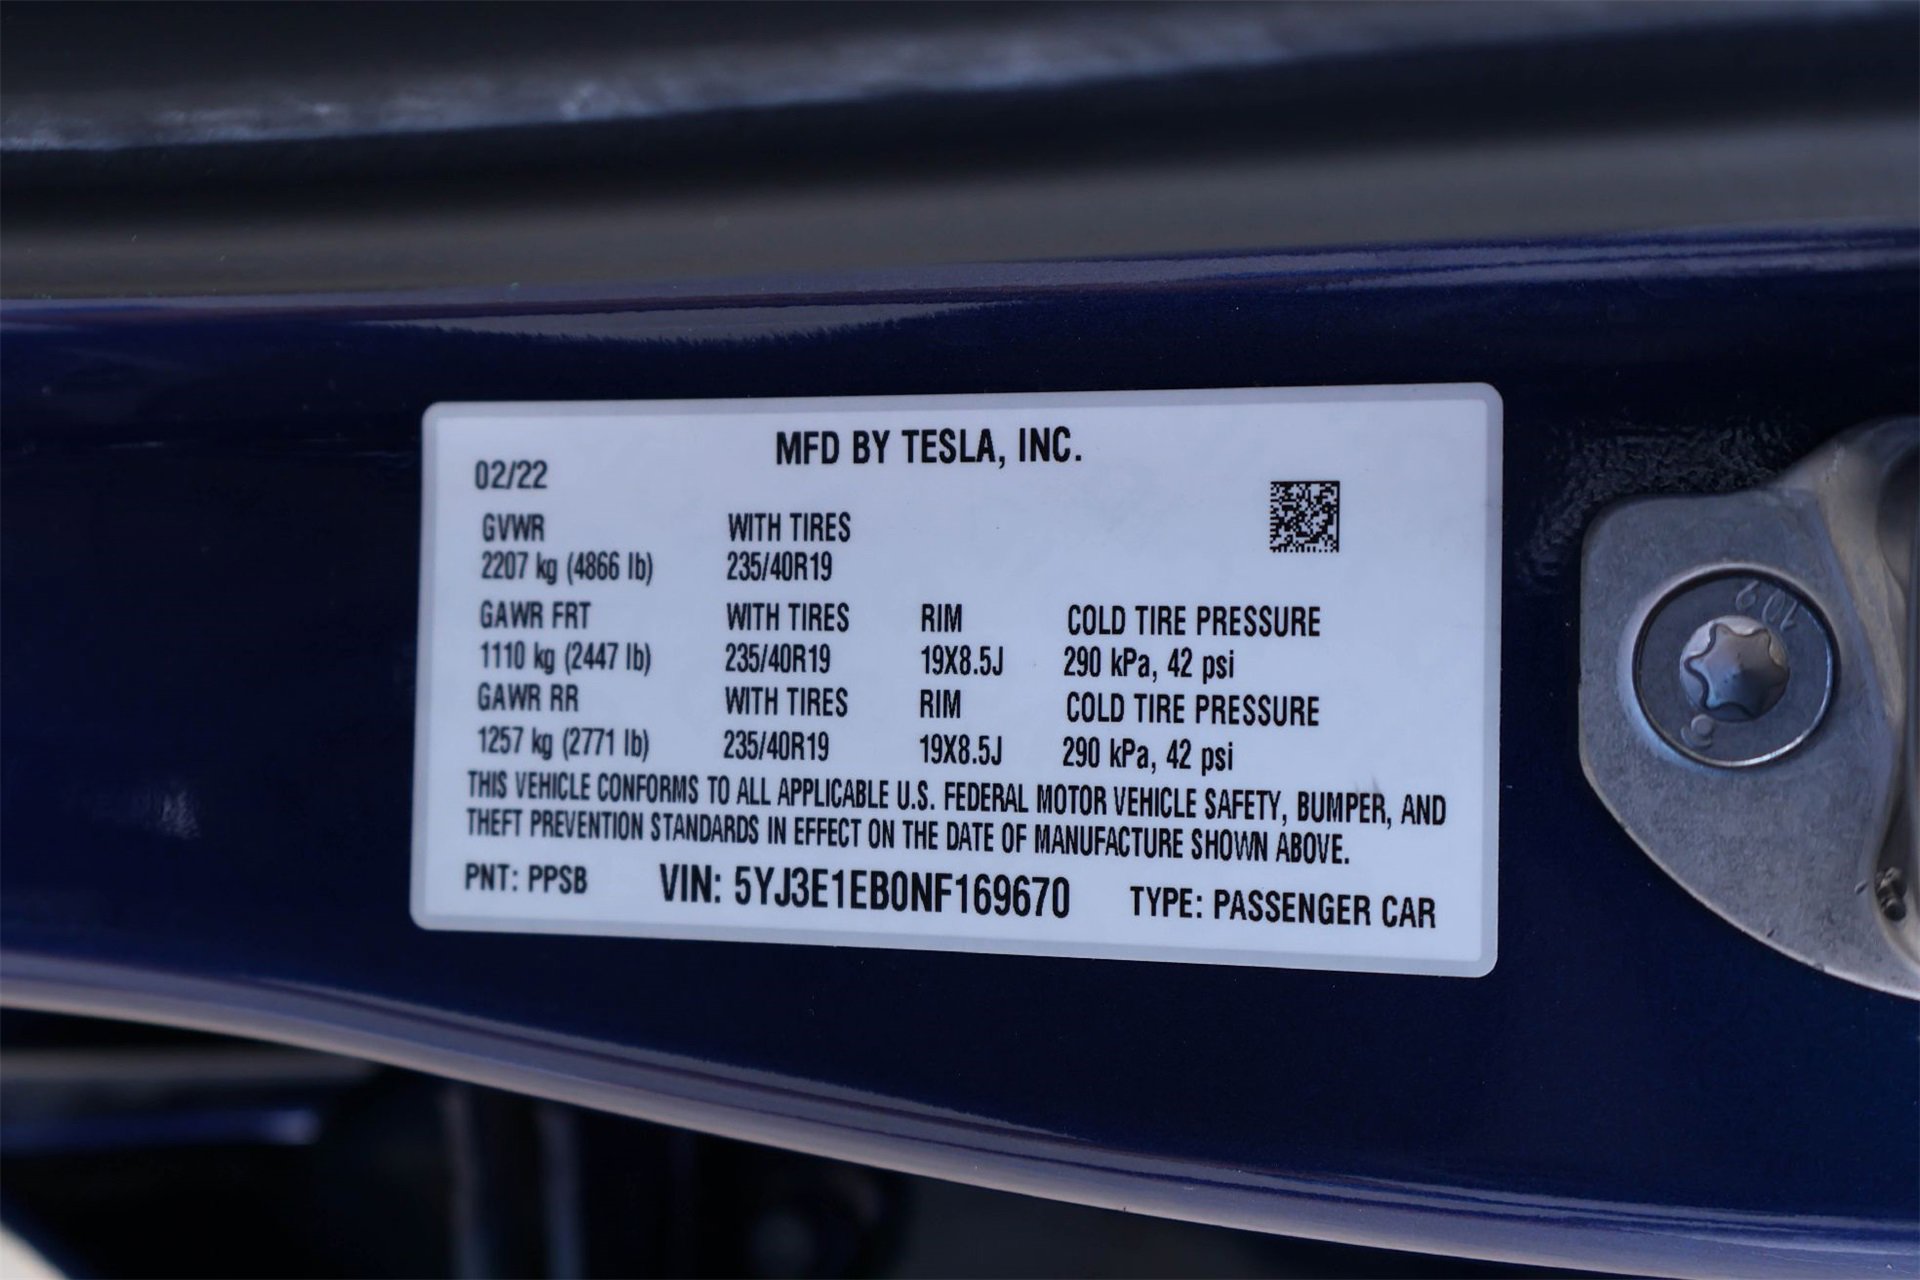 MFD BY TESLA, INC.
02/22
GVWR WITH TIRES
2207 kg (4866 lb) 235/40R19
GAWR FRT WITH TIRES RIM COLD TIRE PRESSURE
1110 kg (2447 lb) 235/40R19 19X8.5J 290 kPa, 42 psi
GAWR RR WITH TIRES RIM COLD TIRE PRESSURE
1257 kg (2771 lb) 235/40R19 19X8.5J 290 kPa, 42 psi
THIS VEHICLE CONFORMS TO ALL APPLICABLE U.S. FEDERAL MOTOR VEHICLE SAFETY, BUMPER, AND
THEFT PREVENTION STANDARDS IN EFFECT ON THE DATE OF MANUFACTURE SHOWN ABOVE.
PNT: PPSB VIN: 5YJ3E1EB0NF169670 TYPE: PASSENGER CAR
10.9